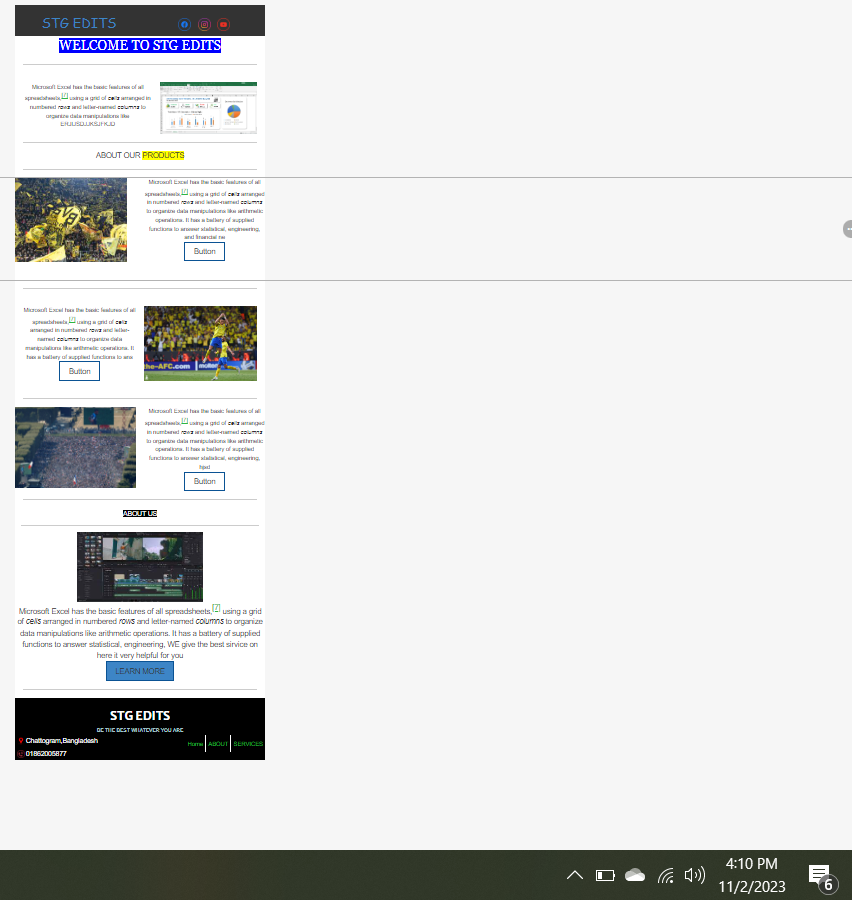 STG EDITS
WELCOME TO STG EDITS
Microsoft Excel has the basic features of all
spreadsheets,[7] using a grid of cells arranged in
numbered rows and letter-named columns to
organize data manipulations like
ABOUT OUR PRODUCTS
Microsoft Excel has the basic features of all
spreadsheets,[7] using a grid of cells arranged
in numbered rows and letter-named columns
to organize data manipulations like arithmetic
operations. It has a battery of supplied
functions to answer statistical, engineering,
and financial ne
Button
Microsoft Excel has the basic features of all
spreadsheets,[7] using a grid of cells
arranged in numbered rows and letter-
named columns to organize data
manipulations like arithmetic operations. It
has a battery of supplied functions to ans
Button
the-AFC.com
Microsoft Excel has the basic features of all
spreadsheets,[7] using a grid of cells arranged
in numbered rows and letter-named columns
to organize data manipulations like arithmetic
operations. It has a battery of supplied
functions to answer statistical, engineering,
Button
ABOUT US
Microsoft Excel has the basic features of all spreadsheets,[7] using a grid
of cells arranged in numbered rows and letter-named columns to organize
data manipulations like arithmetic operations. It has a battery of supplied
functions to answer statistical, engineering, WE give the best sirvice on
here it very helpful for you
LEARN MORE
STG EDITS
BE THE BEST WHATEVER YOU ARE
Chattogram,Bangladesh
Home ABOUT SERVICES
01862005877
4:10 PM
11/2/2023
6